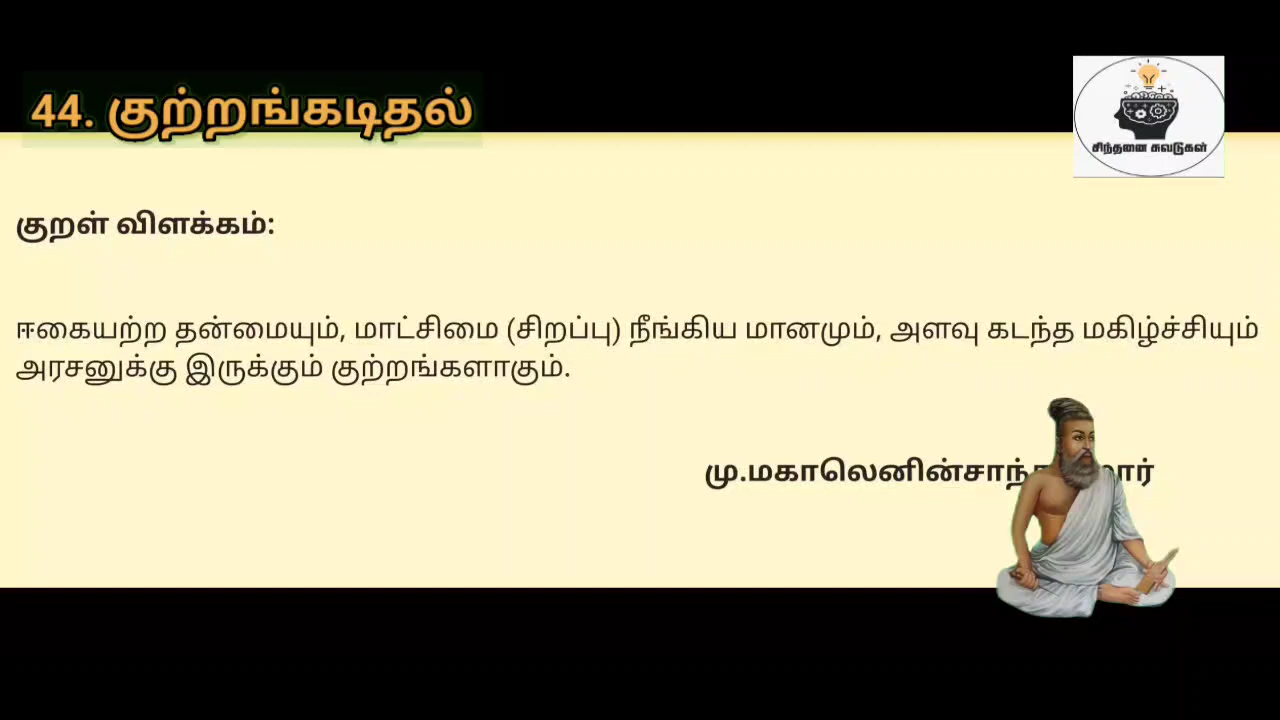 44. குற்றங்கடிதல்
சிந்தனை சுவடுகள்
குறள் விளக்கம்:
ஈகையற்ற தன்மையும், மாட்சிமை (சிறப்பு) நீங்கிய மானமும், அளவு கடந்த மகிழ்ச்சியும்
அரசனுக்கு இருக்கும் குற்றங்களாகும்.